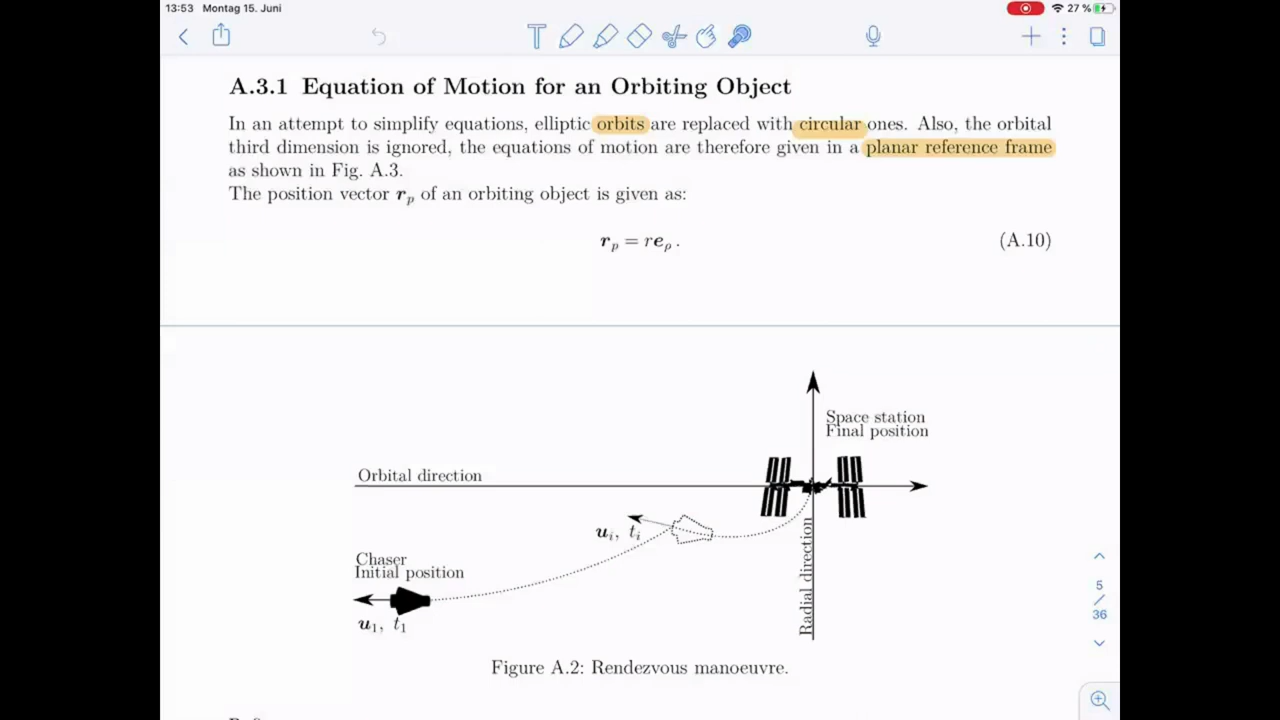 13:53 Montag 15. Juni 27 %
A.3.1 Equation of Motion for an Orbiting Object
In an attempt to simplify equations, elliptic orbits are replaced with circular ones. Also, the orbital
third dimension is ignored, the equations of motion are therefore given in a planar reference frame
as shown in Fig. A.3.
The position vector r_p of an orbiting object is given as:
r_p = re_ρ . (A.10)
Space station
Final position
Orbital direction
u_i, t_i
Chaser
Initial position
u_1, t_1
Radial direction
5
/
36
Figure A.2: Rendezvous manoeuvre.